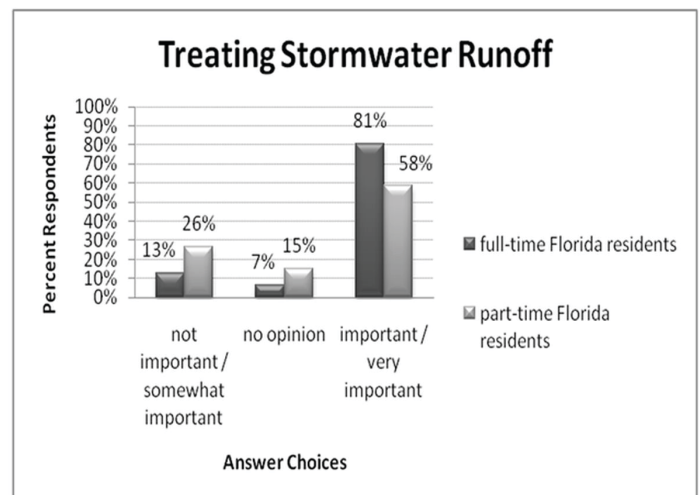 Treating Stormwater Runoff
Percent Respondents
100%
90%
80%
70%
60%
50%
40%
30%
20%
10%
0%
13%
26%
7%
15%
81%
58%
not
important /
somewhat
important
no opinion
important /
very
important
Answer Choices
full-time Florida residents
part-time Florida
residents